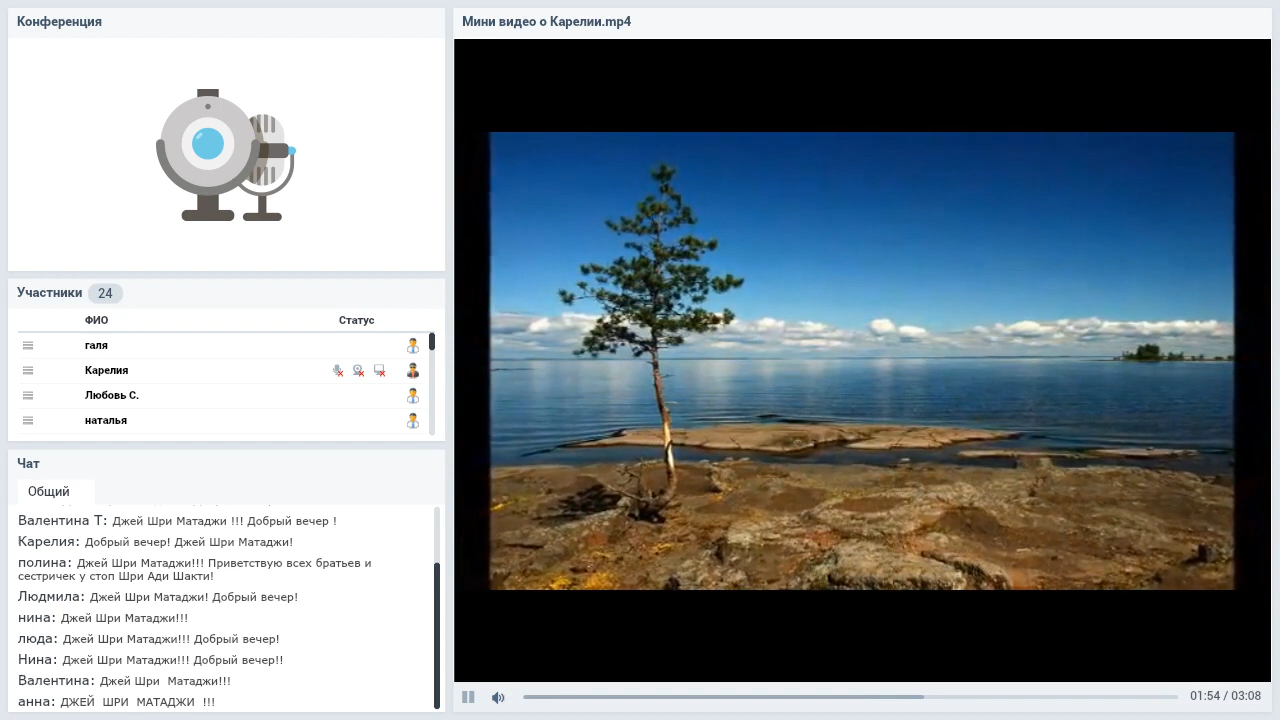 Конференция
Мини видео о Карелии.mp4
Участники 24
ФИО Статус
галя
Карелия
Любовь С.
наталья
Чат
Общий
Валентина Т: Джей Шри Матаджи !!! Добрый вечер !
Карелия: Добрый вечер! Джей Шри Матаджи!
полина: Джей Шри Матаджи!!! Приветствую всех братьев и
сестричек у стоп Шри Ади Шакти!
Людмила: Джей Шри Матаджи! Добрый вечер!
нина: Джей Шри Матаджи!!!
люда: Джей Шри Матаджи!!! Добрый вечер!
Нина: Джей Шри Матаджи!!! Добрый вечер!!
Валентина: Джей Шри  Матаджи!!!
анна: ДЖЕЙ  ШРИ  МАТАДЖИ  !!!
01:54 / 03:08